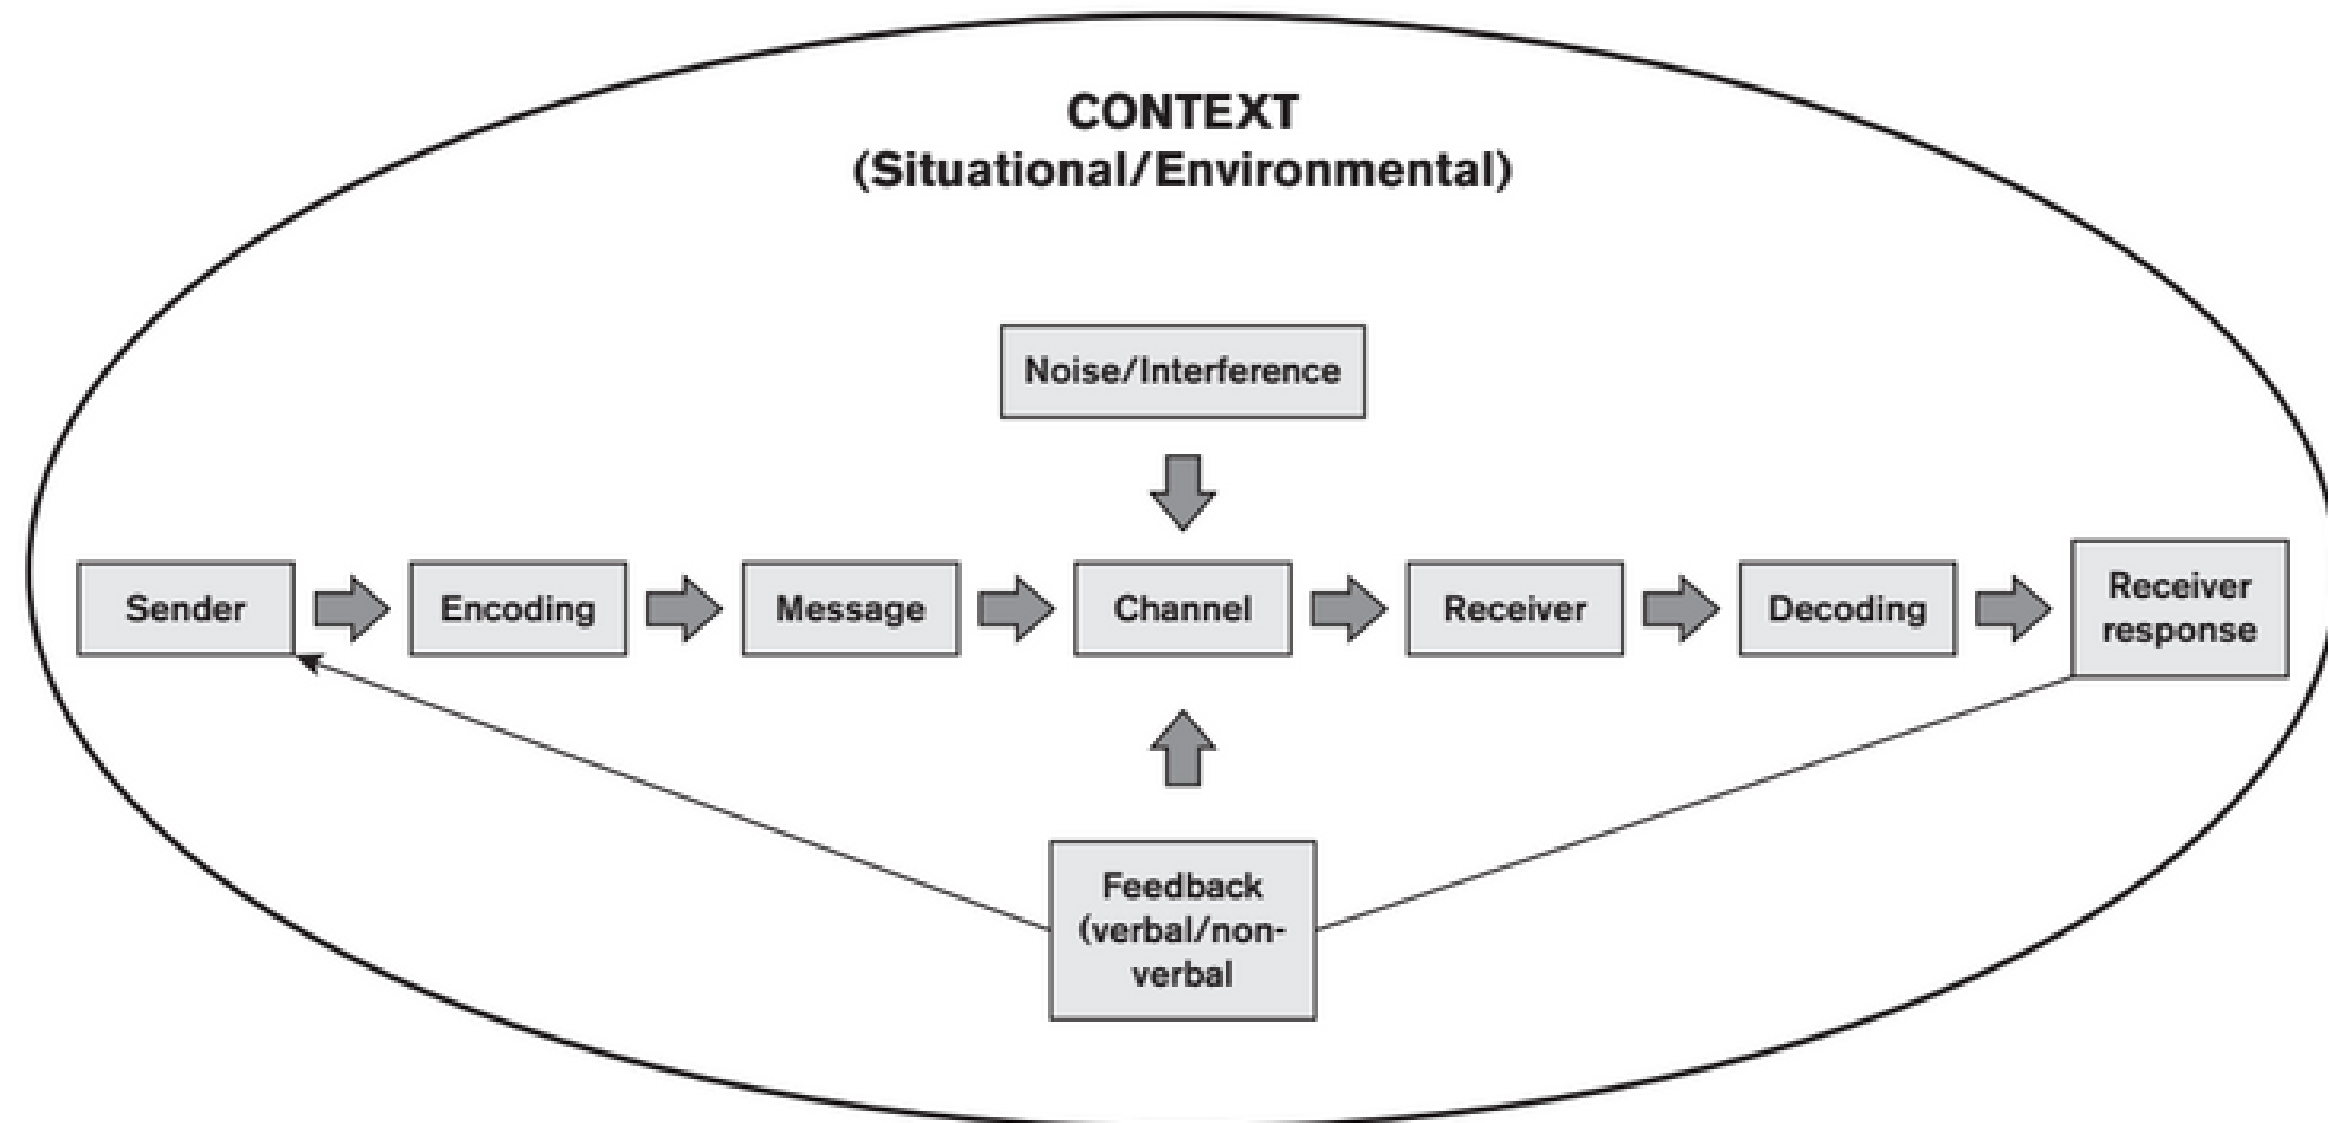 CONTEXT
(Situational/Environmental)
Noise/Interference
Sender
Encoding
Message
Channel
Receiver
Decoding
Receiver
response
Feedback
(verbal/non-
verbal